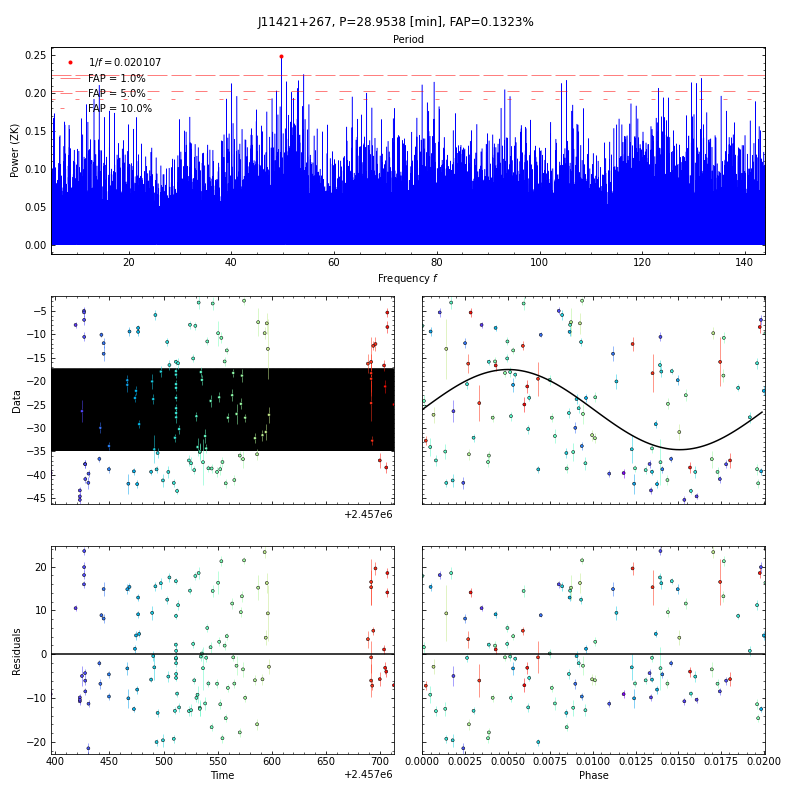 J11421+267, P=28.9538 [min], FAP=0.1323%
Period
0.25
0.20
0.15
0.10
0.05
0.00
Power (ZK)
1/f = 0.020107
FAP = 1.0%
FAP = 5.0%
FAP = 10.0%
20 40 60 80 100 120 140
Frequency f
−5
−10
−15
−20
−25
−30
−35
−40
−45
Data
+2.457e6
20
10
0
−10
−20
Residuals
400 450 500 550 600 650 700
Time
+2.457e6
0.0000 0.0025 0.0050 0.0075 0.0100 0.0125 0.0150 0.0175 0.0200
Phase